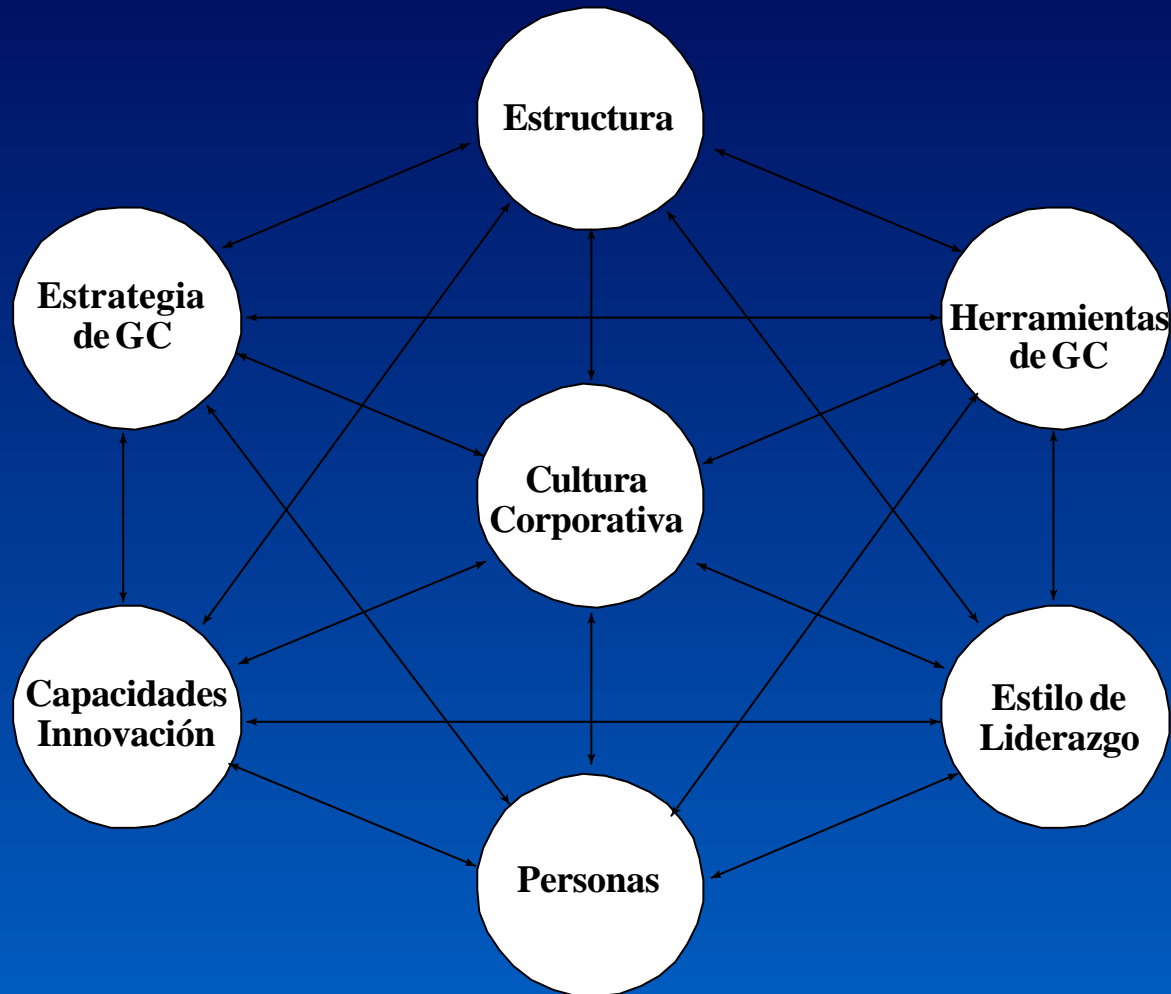 Estructura
Estrategia
de GC
Herramientas
de GC
Cultura
Corporativa
Capacidades
Innovación
Estilo de
Liderazgo
Personas